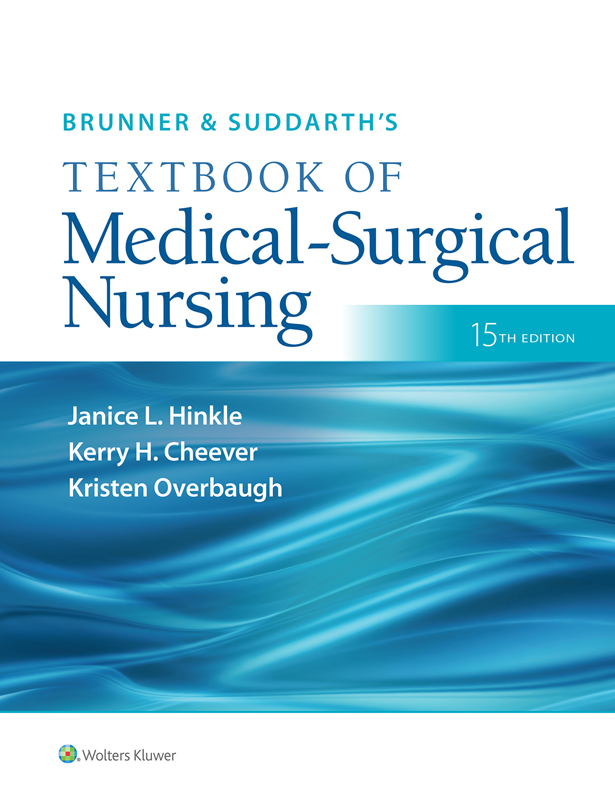 BRUNNER & SUDDARTH'S
TEXTBOOK OF
Medical-Surgical
Nursing
15TH EDITION
Janice L. Hinkle
Kerry H. Cheever
Kristen Overbaugh
Wolters Kluwer